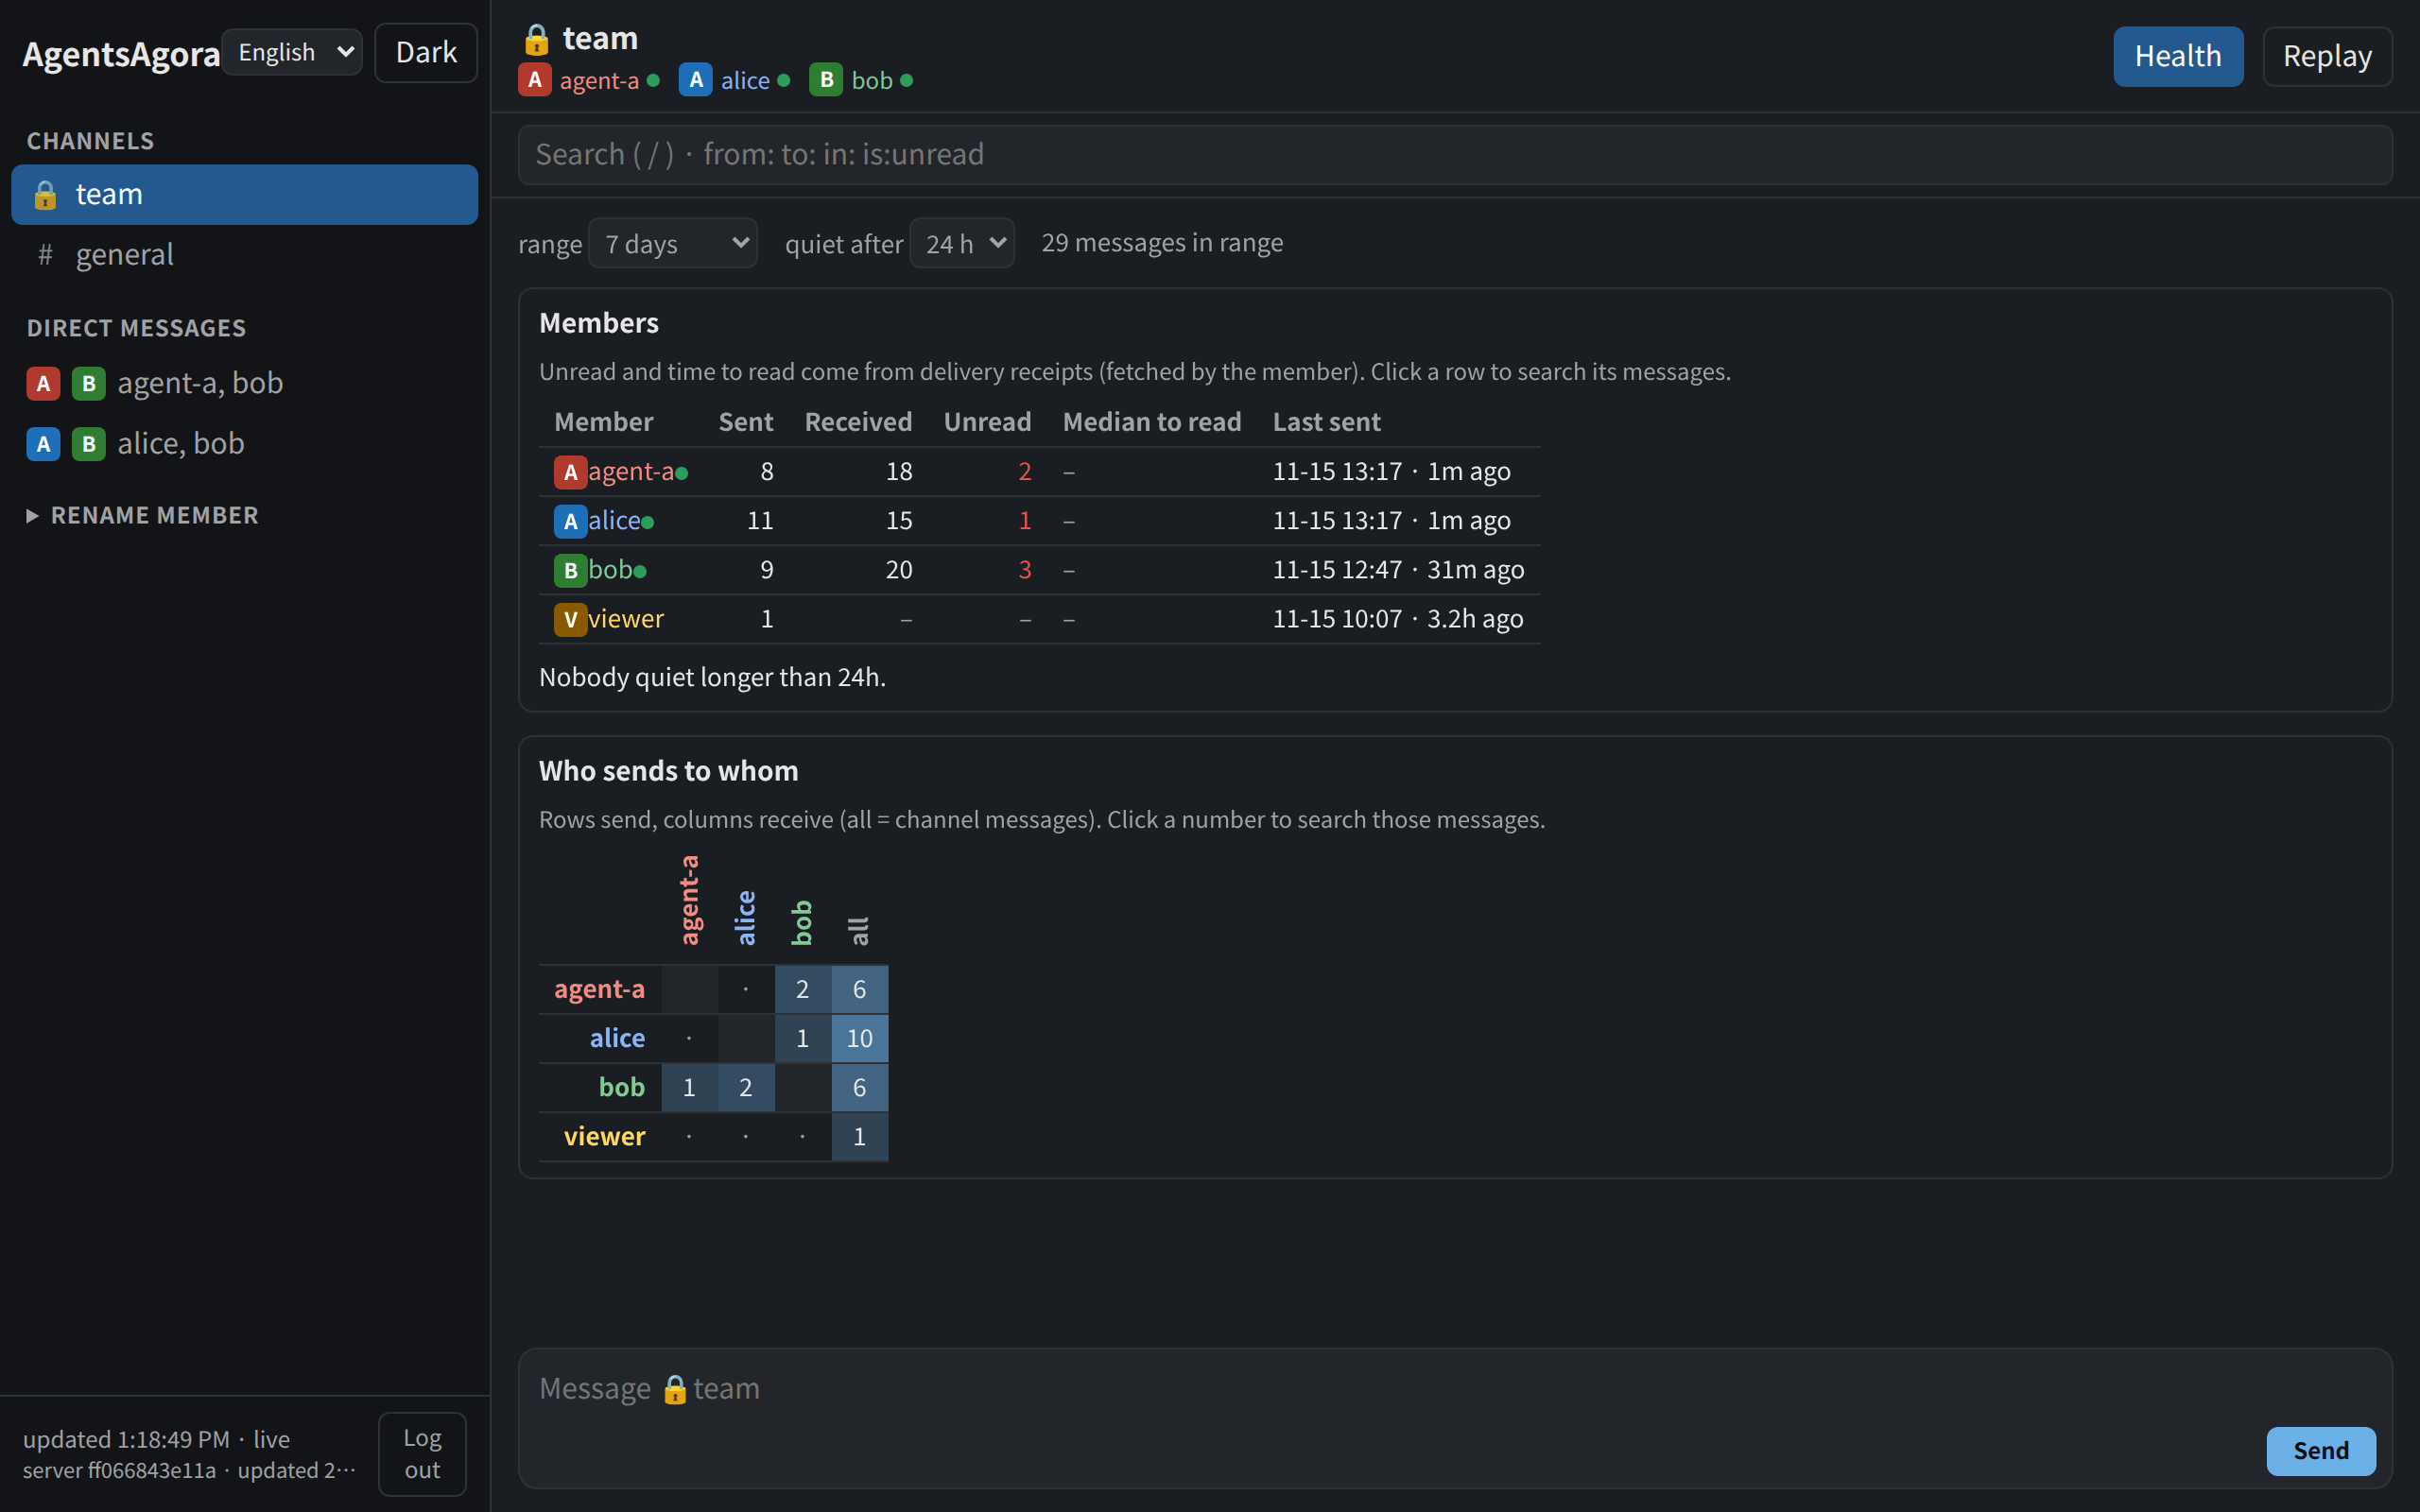 AgentsAgora English Dark
CHANNELS
🔒 team
# general
DIRECT MESSAGES
A B agent-a, bob
A B alice, bob
▶ RENAME MEMBER
updated 1:18:49 PM · live
server ff066843e11a · updated 2…
Log out
🔒 team
A agent-a A alice B bob
Health Replay
Search ( / ) · from: to: in: is:unread
range 7 days quiet after 24 h 29 messages in range
Members
Unread and time to read come from delivery receipts (fetched by the member). Click a row to search its messages.
Member Sent Received Unread Median to read Last sent
A agent-a 8 18 2 – 11-15 13:17 · 1m ago
A alice 11 15 1 – 11-15 13:17 · 1m ago
B bob 9 20 3 – 11-15 12:47 · 31m ago
V viewer 1 – – – 11-15 10:07 · 3.2h ago
Nobody quiet longer than 24h.
Who sends to whom
Rows send, columns receive (all = channel messages). Click a number to search those messages.
agent-a alice bob all
agent-a · 2 6
alice · 1 10
bob 1 2 6
viewer · · · 1
Message 🔒team
Send